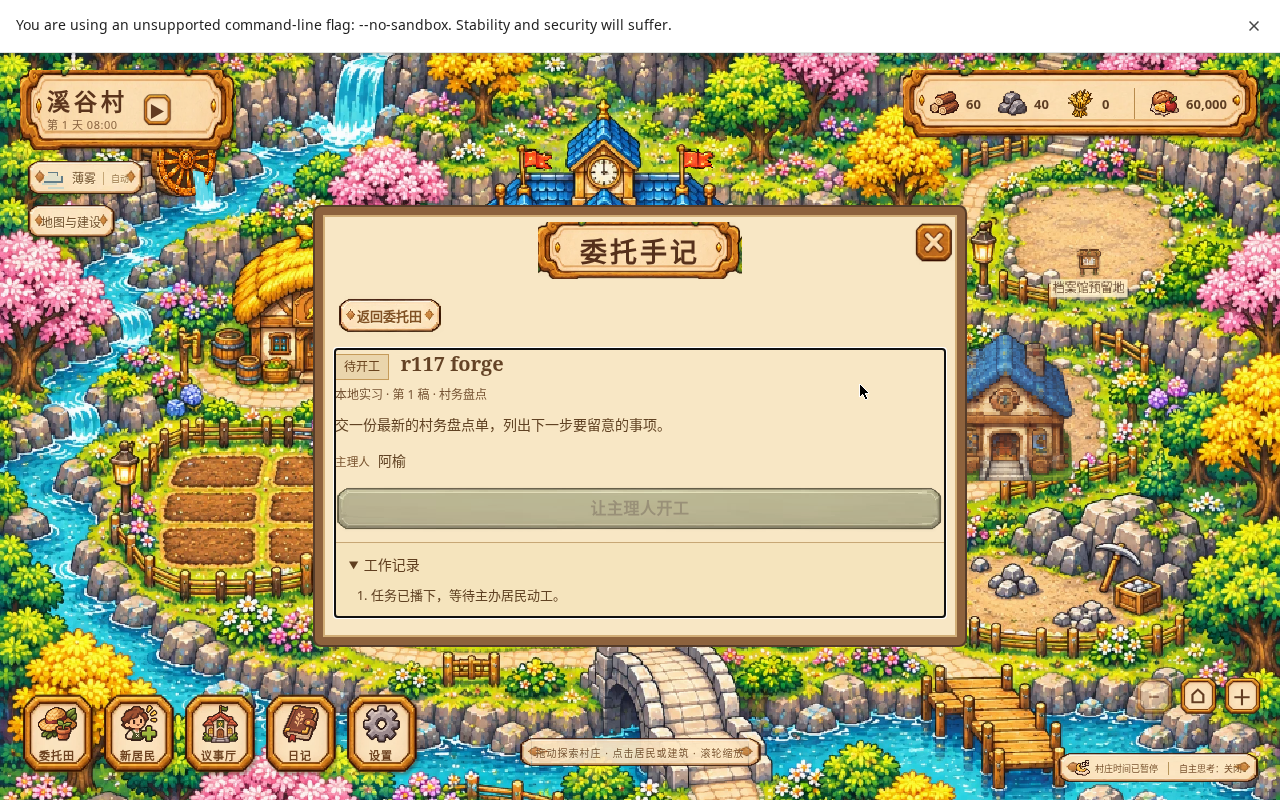 You are using an unsupported command-line flag: --no-sandbox. Stability and security will suffer.
溪谷村
第 1 天 08:00
60
40
0
60,000
薄雾
自动
地图与建设
委托手记
档案馆预留地
返回委托田
待开工
r117 forge
本地实习 · 第 1 稿 · 村务盘点
交一份最新的村务盘点单，列出下一步要留意的事项。
主理人 阿榆
让主理人开工
▼ 工作记录
1. 任务已播下，等待主办居民动工。
委托田
新居民
议事厅
日记
设置
拖动探索村庄 · 点击居民或建筑 · 滚轮缩放
村庄时间已暂停
自主思考：关闭